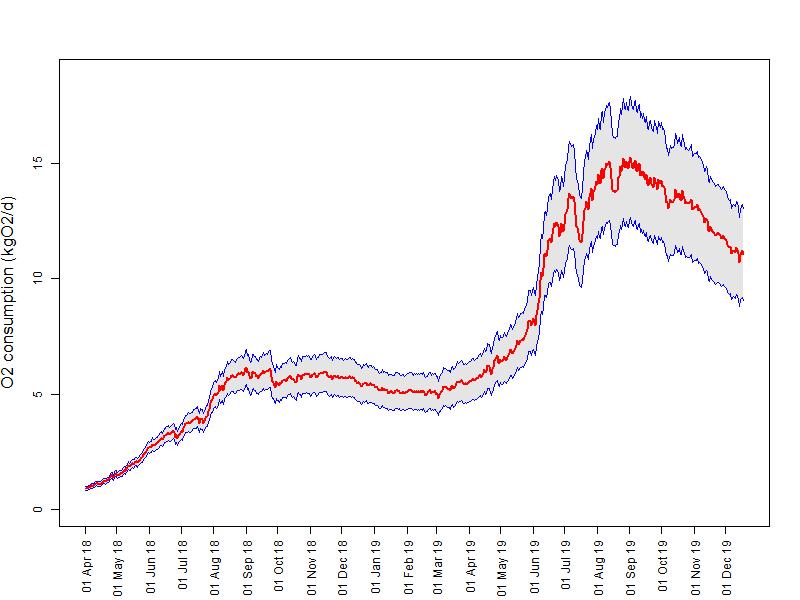 O2 consumption (kgO2/d)
15
10
5
0
01 Apr 18
01 May 18
01 Jun 18
01 Jul 18
01 Aug 18
01 Sep 18
01 Oct 18
01 Nov 18
01 Dec 18
01 Jan 19
01 Feb 19
01 Mar 19
01 Apr 19
01 May 19
01 Jun 19
01 Jul 19
01 Aug 19
01 Sep 19
01 Oct 19
01 Nov 19
01 Dec 19